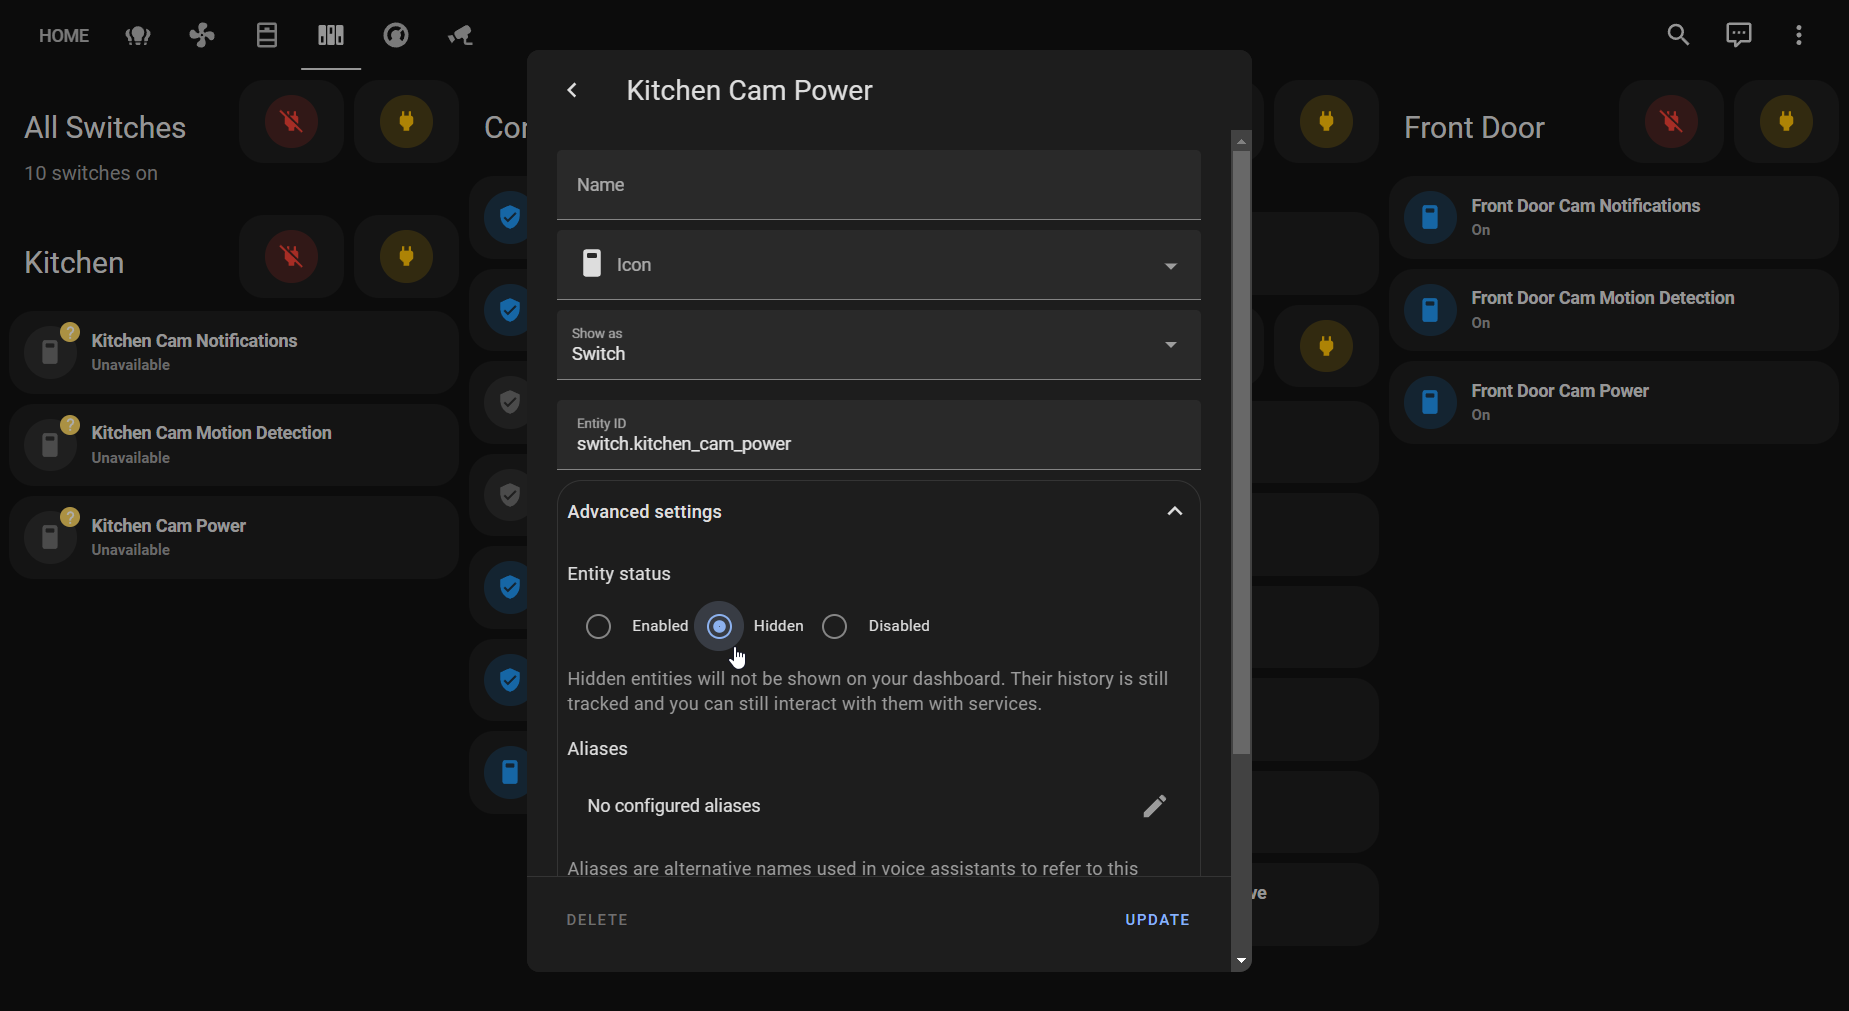 HOME
All Switches
10 switches on
Kitchen
Kitchen Cam Notifications
Unavailable
Kitchen Cam Motion Detection
Unavailable
Kitchen Cam Power
Unavailable
Cor
Kitchen Cam Power
Name
Icon
Show as
Switch
Entity ID
switch.kitchen_cam_power
Advanced settings
Entity status
Enabled Hidden Disabled
Hidden entities will not be shown on your dashboard. Their history is still
tracked and you can still interact with them with services.
Aliases
No configured aliases
Aliases are alternative names used in voice assistants to refer to this
DELETE UPDATE
ve
Front Door
Front Door Cam Notifications
On
Front Door Cam Motion Detection
On
Front Door Cam Power
On